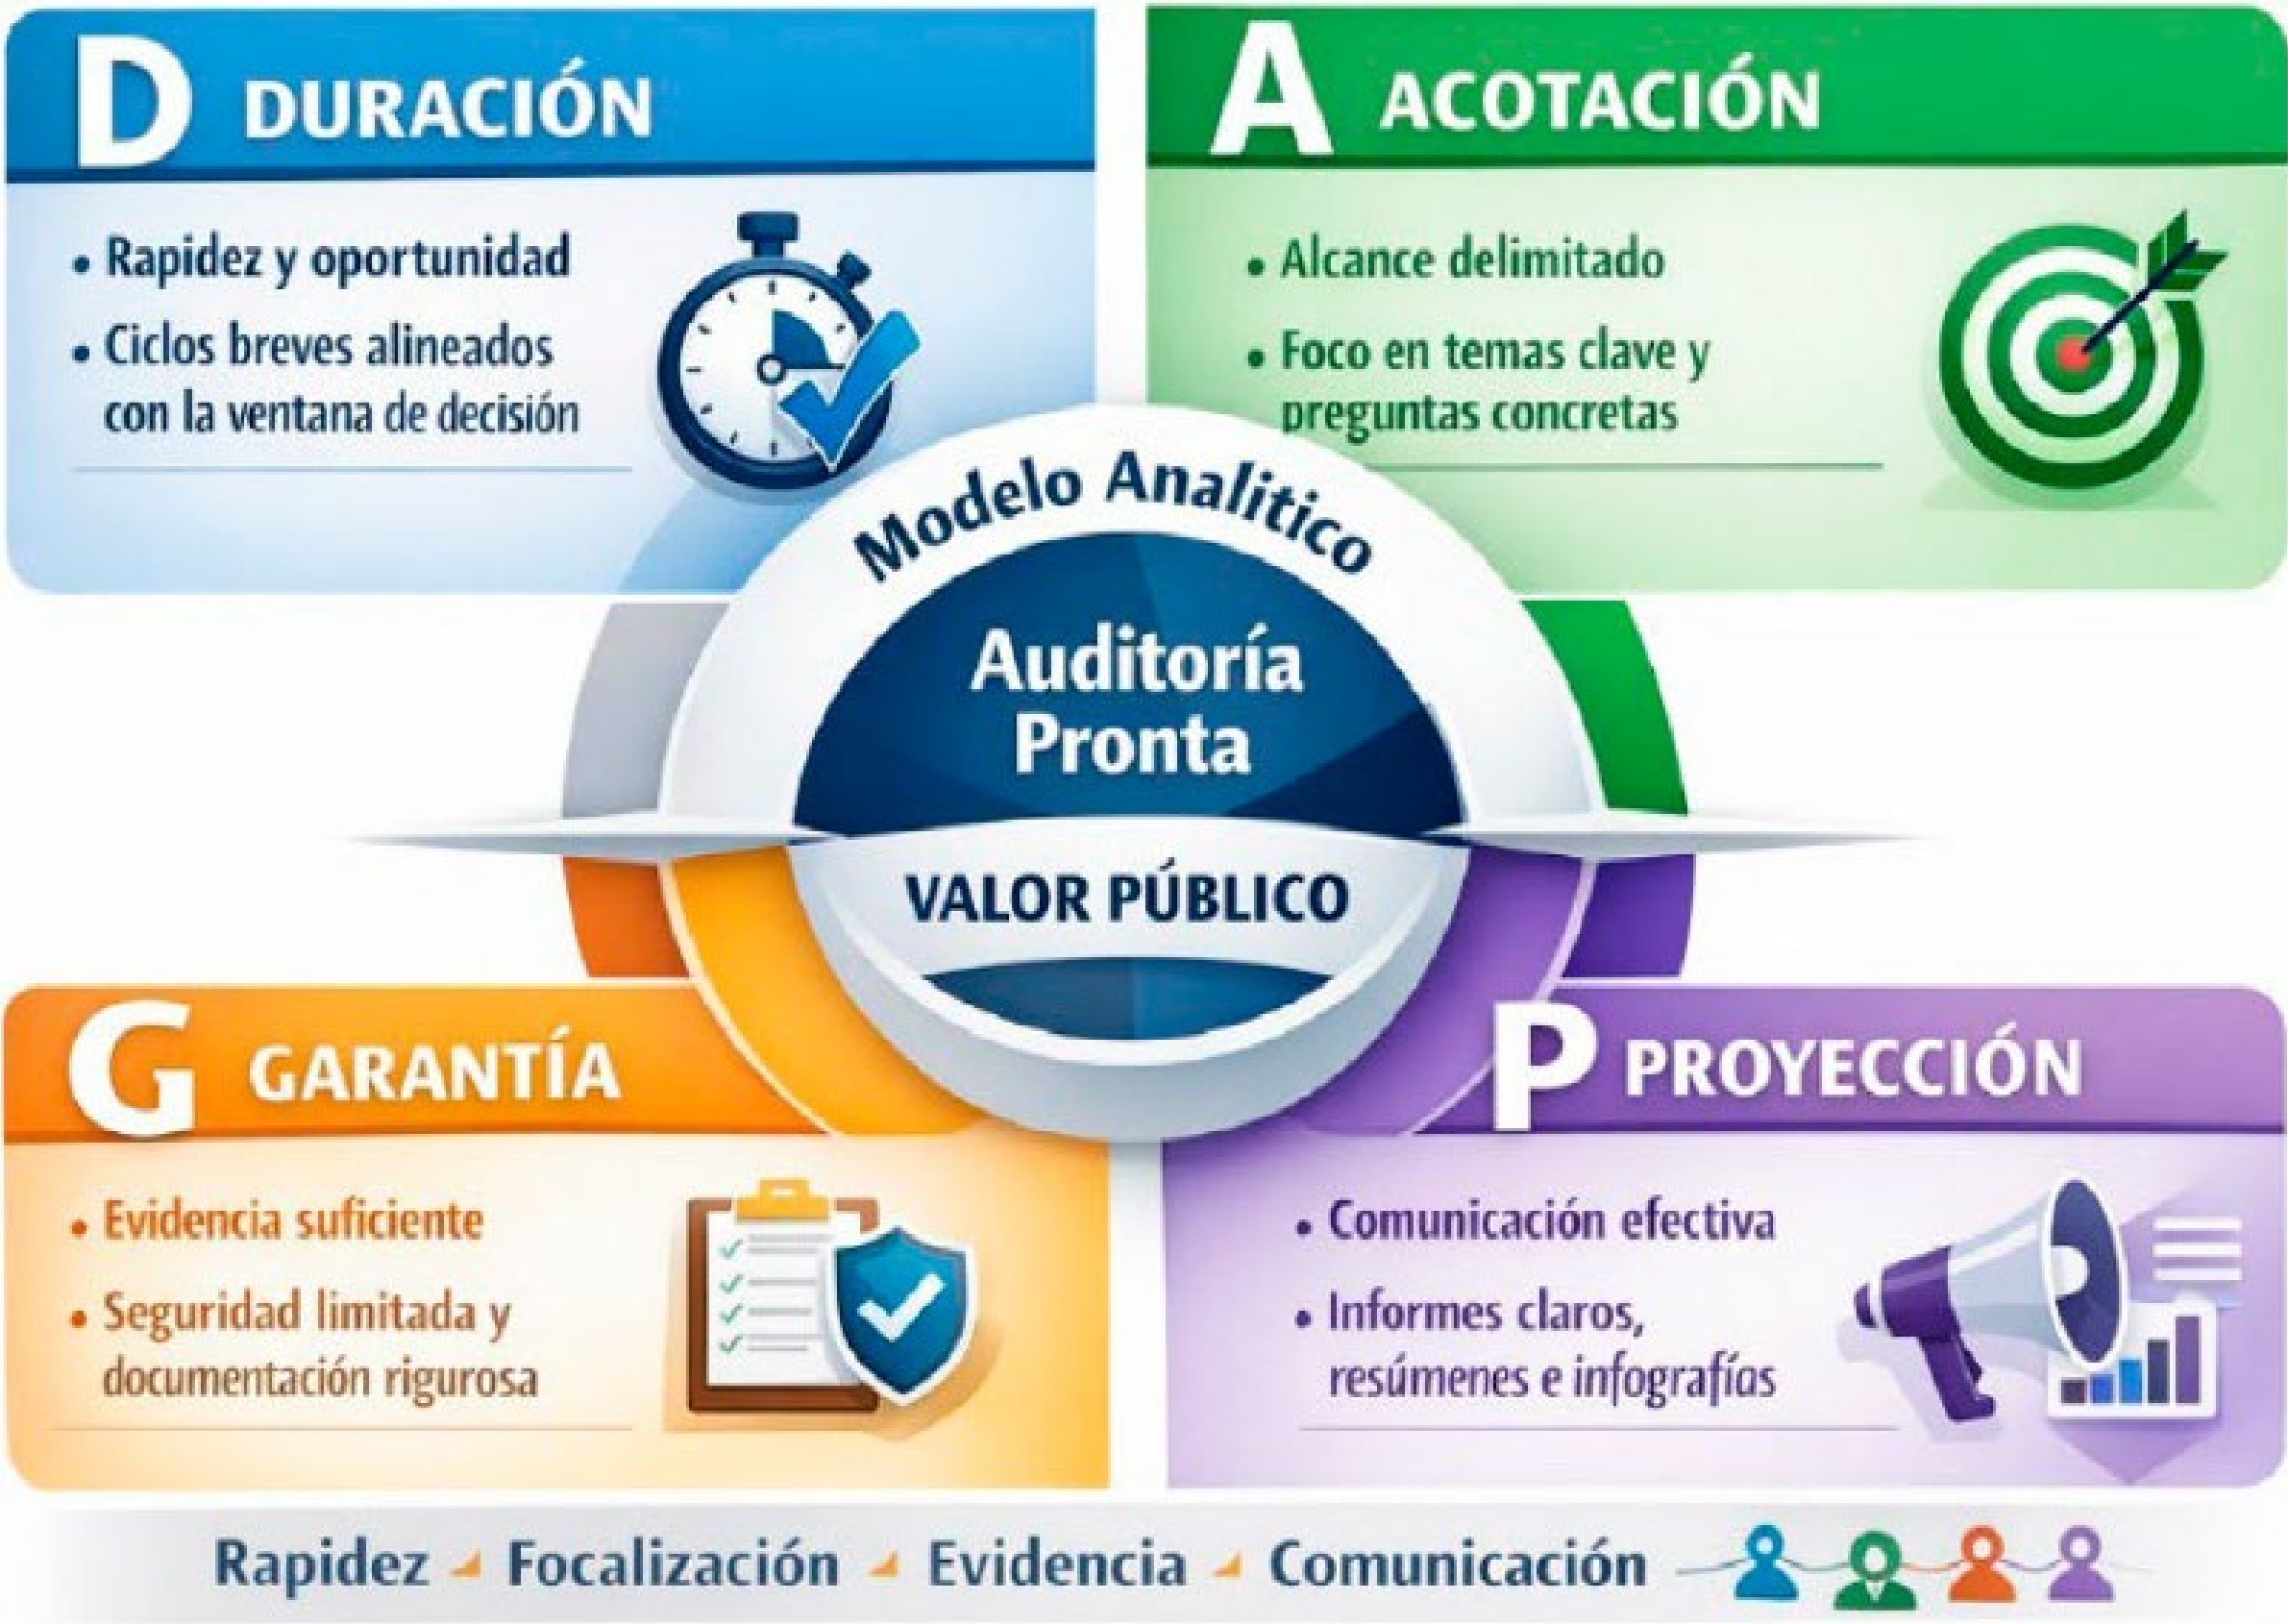 D DURACIÓN
• Rapidez y oportunidad
• Ciclos breves alineados
con la ventana de decisión
A ACOTACIÓN
• Alcance delimitado
• Foco en temas clave y
preguntas concretas
Modelo Analítico
Auditoría
Pronta
VALOR PÚBLICO
G GARANTÍA
• Evidencia suficiente
• Seguridad limitada y
documentación rigurosa
P PROYECCIÓN
• Comunicación efectiva
• Informes claros,
resúmenes e infografías
Rapidez Focalización Evidencia Comunicación